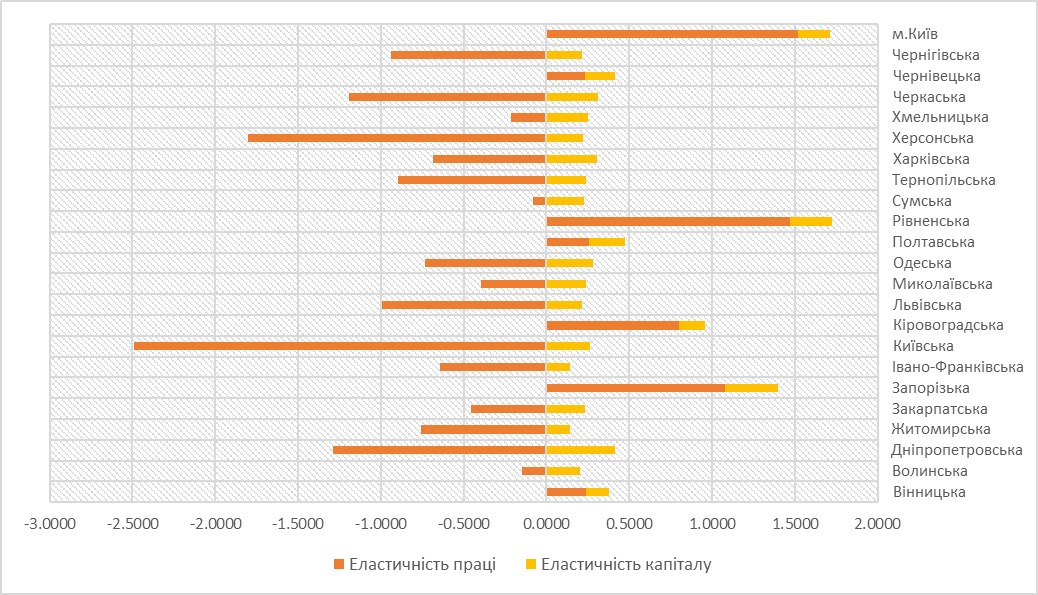 м.Київ
Чернігівська
Чернівецька
Черкаська
Хмельницька
Херсонська
Харківська
Тернопільська
Сумська
Рівненська
Полтавська
Одеська
Миколаївська
Львівська
Кіровоградська
Київська
Івано-Франківська
Запорізька
Закарпатська
Житомирська
Дніпропетровська
Волинська
Вінницька
-3.0000 -2.5000 -2.0000 -1.5000 -1.0000 -0.5000 0.0000 0.5000 1.0000 1.5000 2.0000
Еластичність праці Еластичність капіталу